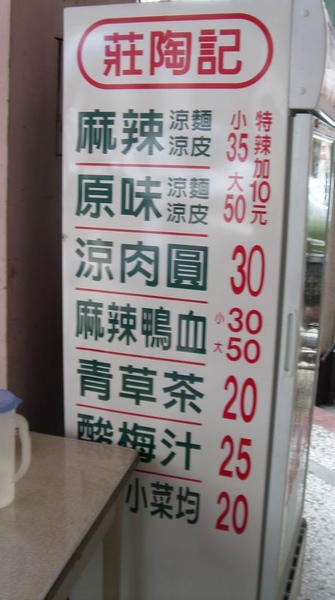 莊陶記
麻辣 涼麵 涼皮 小35 特辣加10元
原味 涼麵 涼皮 大50
涼肉圓 30
麻辣鴨血 小30 大50
青草茶 20
酸梅汁 25
小菜均 20